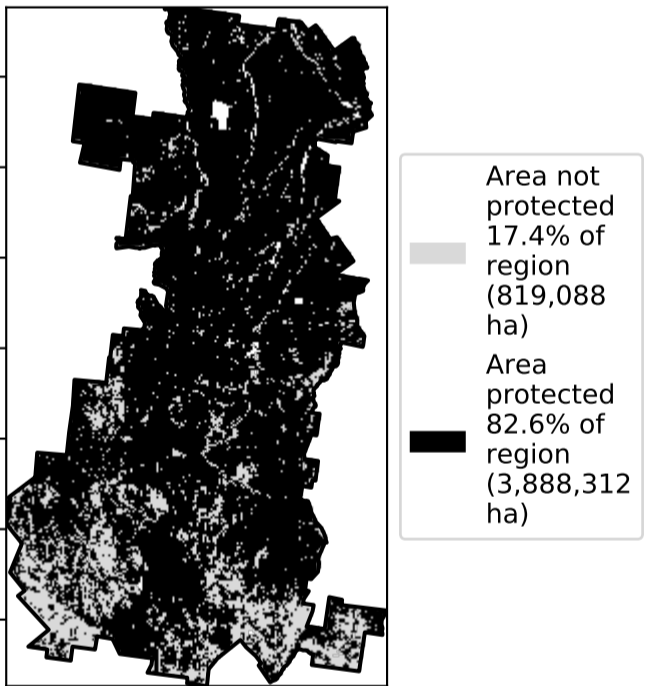 Area not
protected
17.4% of
region
(819,088
ha)
Area
protected
82.6% of
region
(3,888,312
ha)